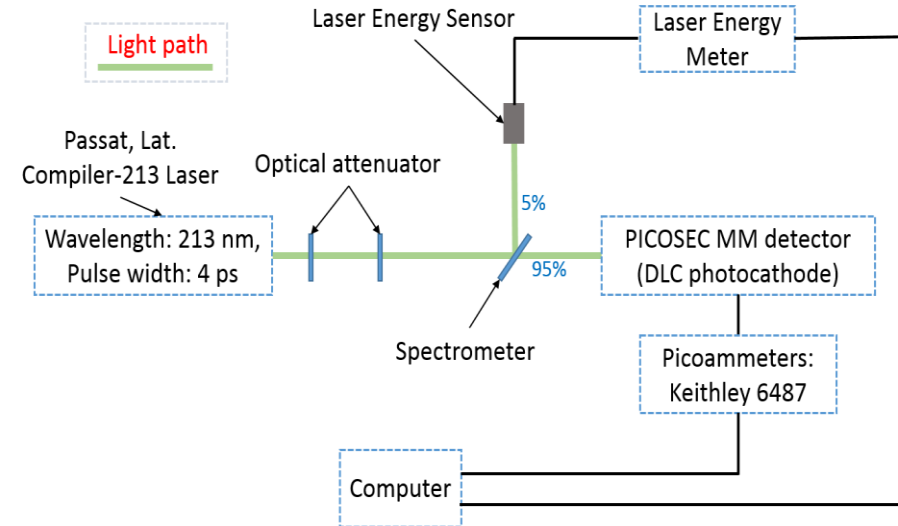 Laser Energy Sensor
Laser Energy
Meter
Light path
Passat, Lat.
Compiler-213 Laser
Optical attenuator
5%
Wavelength: 213 nm,
Pulse width: 4 ps
95%
PICOSEC MM detector
(DLC photocathode)
Spectrometer
Picoammeters:
Keithley 6487
Computer